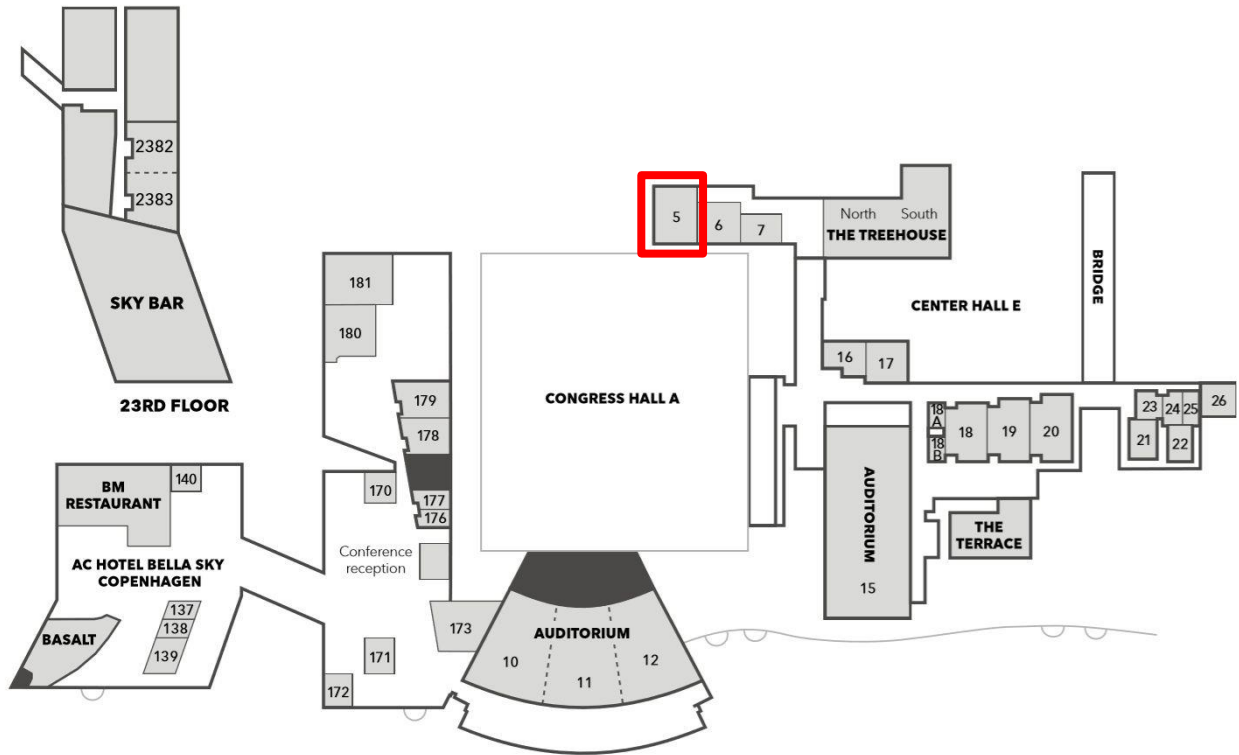 2382
2383
SKY BAR
23RD FLOOR
5
6
7
North South
THE TREEHOUSE
BRIDGE
CENTER HALL E
16
17
181
180
179
178
177
176
170
CONGRESS HALL A
18
A
18
B
18
19
20
23
24
25
26
21
22
AUDITORIUM
15
THE
TERRACE
BM
RESTAURANT
140
AC HOTEL BELLA SKY
COPENHAGEN
Conference
reception
137
138
139
BASALT
171
172
173
AUDITORIUM
10
11
12